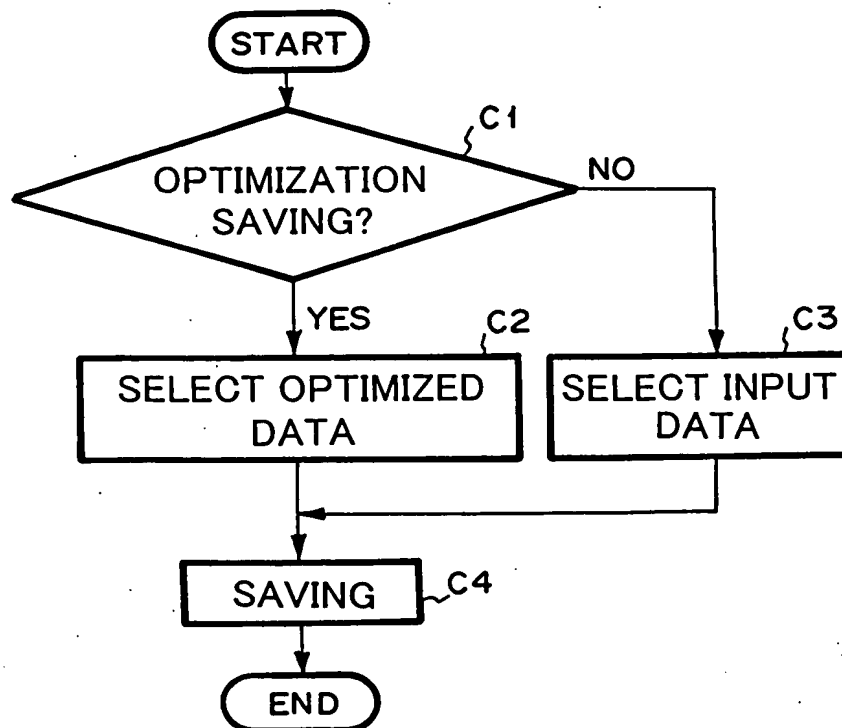 START
C1
OPTIMIZATION
SAVING?
NO
YES
C2
C3
SELECT OPTIMIZED
DATA
SELECT INPUT
DATA
SAVING
C4
END